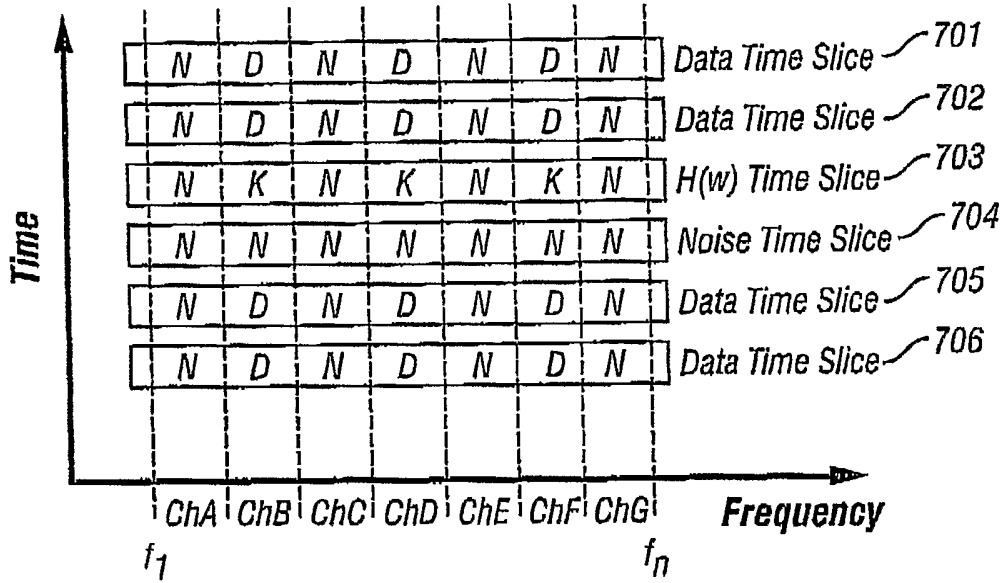 N D N D N D N Data Time Slice 701
N D N D N D N Data Time Slice 702
N K N K N K N H(w) Time Slice 703
N N N N N N N Noise Time Slice 704
N D N D N D N Data Time Slice 705
N D N D N D N Data Time Slice 706
Time
ChA ChB ChC ChD ChE ChF ChG Frequency
f1 fn